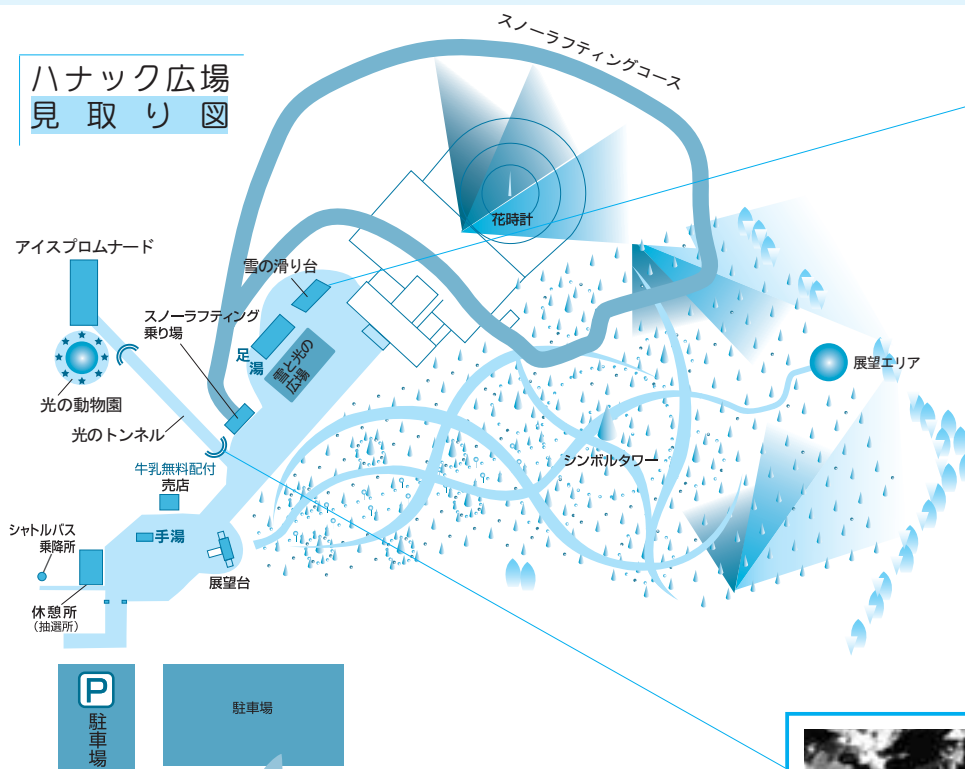 ハナック広場
見取り図
スノーラフティングコース
花時計
アイスプロムナード
雪の滑り台
スノーラフティング
乗り場
足湯
雪と光の
広場
展望エリア
光の動物園
光のトンネル
シンボルタワー
牛乳無料配付
売店
手湯
シャトルバス
乗降所
展望台
休憩所
(抽選所)
P
駐車場
駐車場